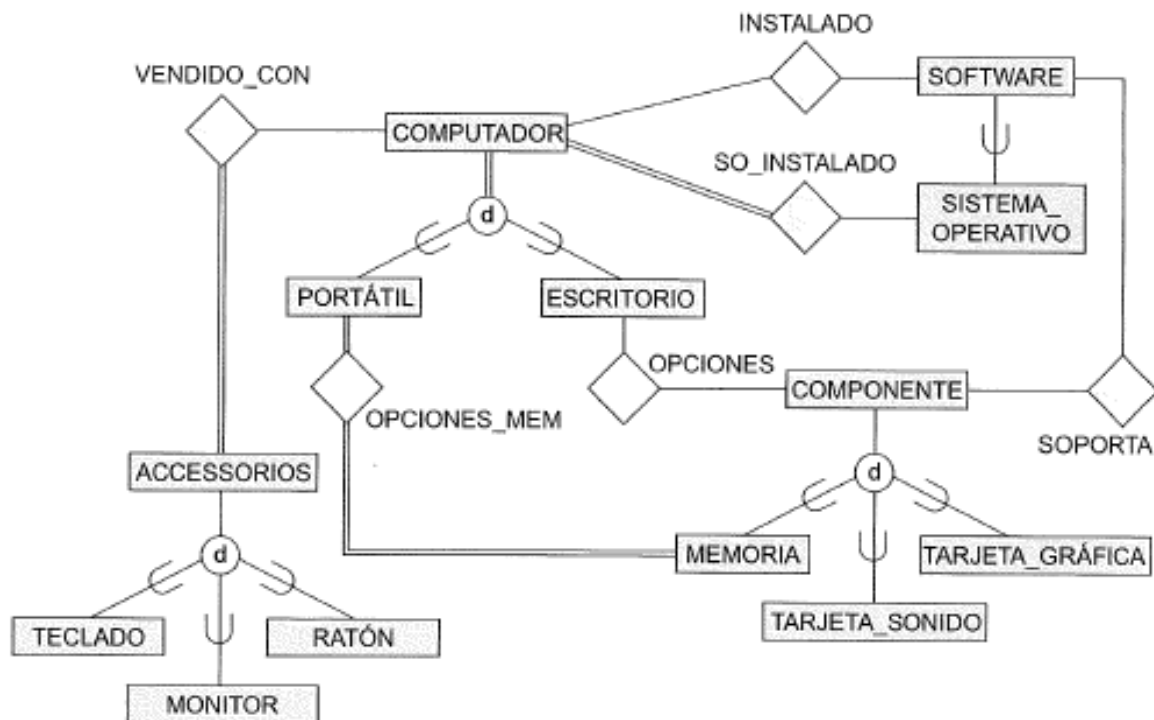 INSTALADO
VENDIDO_CON
SOFTWARE
COMPUTADOR
SO_INSTALADO
SISTEMA_
OPERATIVO
d
PORTÁTIL
ESCRITORIO
OPCIONES
COMPONENTE
OPCIONES_MEM
SOPORTA
ACCESSORIOS
d
MEMORIA
TARJETA_GRÁFICA
d
TECLADO
RATÓN
TARJETA_SONIDO
MONITOR